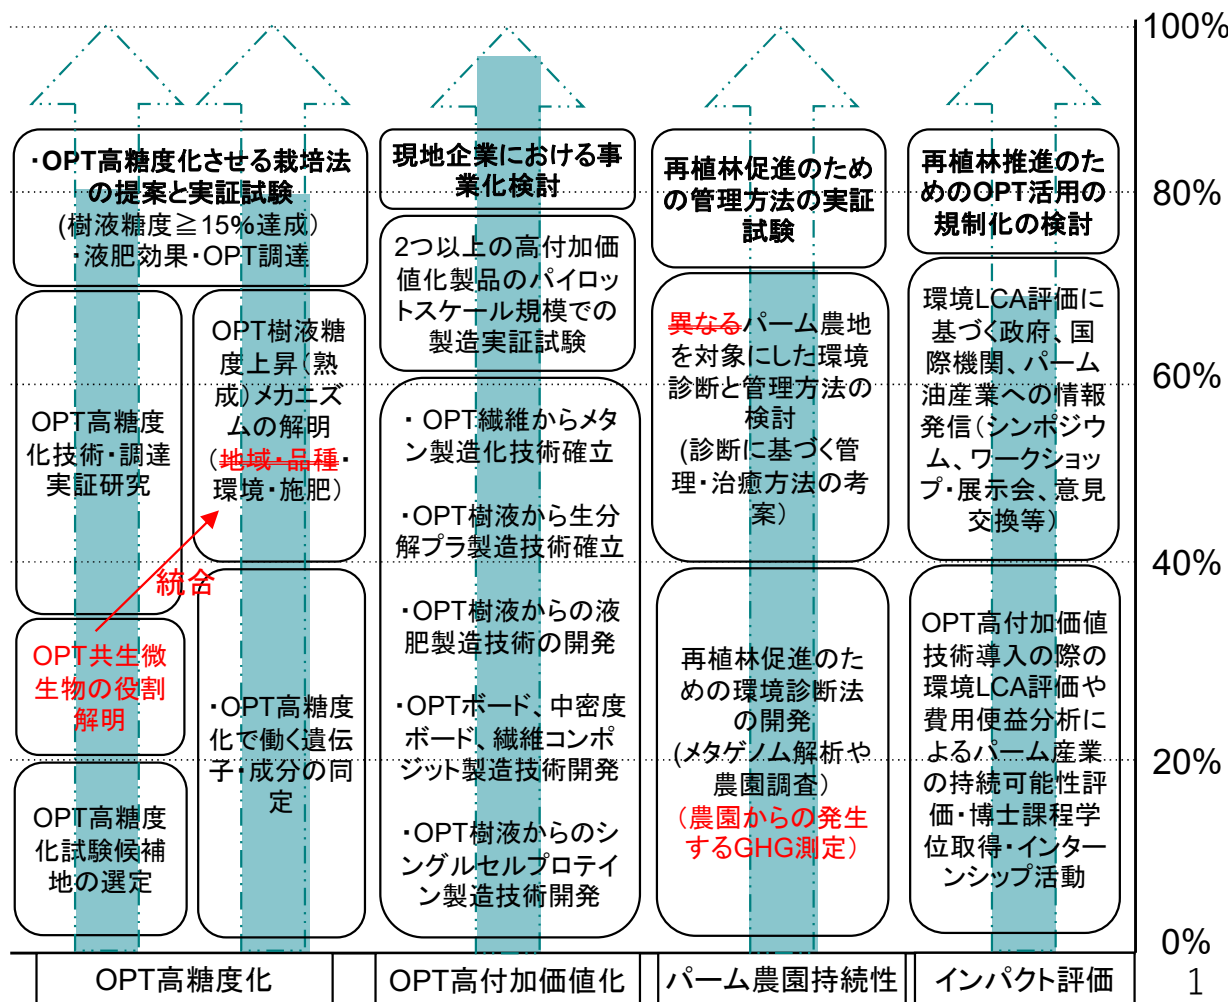 100%
80%
60%
40%
20%
0%
・OPT高糖度化させる栽培法
の提案と実証試験
(樹液糖度≧15%達成)
・液肥効果・OPT調達
OPT高糖度
化技術・調達
実証研究
OPT共生微
生物の役割
解明
統合
OPT高糖度
化試験候補
地の選定
OPT樹液糖
度上昇(熟
成)メカニズ
ムの解明
(地域・品種・
環境・施肥)
・OPT高糖度
化で働く遺伝
子・成分の同
定
現地企業における事
業化検討
2つ以上の高付加価
値化製品のパイロッ
トスケール規模での
製造実証試験
・OPT繊維からメタ
ン製造化技術確立
・OPT樹液から生分
解プラ製造技術確立
・OPT樹液からの液
肥製造技術の開発
・OPTボード、中密度
ボード、繊維コンポ
ジット製造技術開発
・OPT樹液からのシ
ングルセルプロテイ
ン製造技術開発
再植林促進のため
の管理方法の実証
試験
異なるパーム農地
を対象にした環境
診断と管理方法の
検討
(診断に基づく管
理・治癒方法の考
案)
再植林促進のた
めの環境診断法
の開発
(メタゲノム解析や
農園調査)
(農園からの発生
するGHG測定)
再植林推進のた
めのOPT活用の
規制化の検討
環境LCA評価に
基づく政府、国
際機関、パーム
油産業への情報
発信(シンポジウ
ム、ワークショッ
プ・展示会、意見
交換等)
OPT高付加価値
技術導入の際の
環境LCA評価や
費用便益分析に
よるパーム産業
の持続可能性評
価・博士課程学
位取得・インター
ンシップ活動
OPT高糖度化
OPT高付加価値化
パーム農園持続性
インパクト評価
1